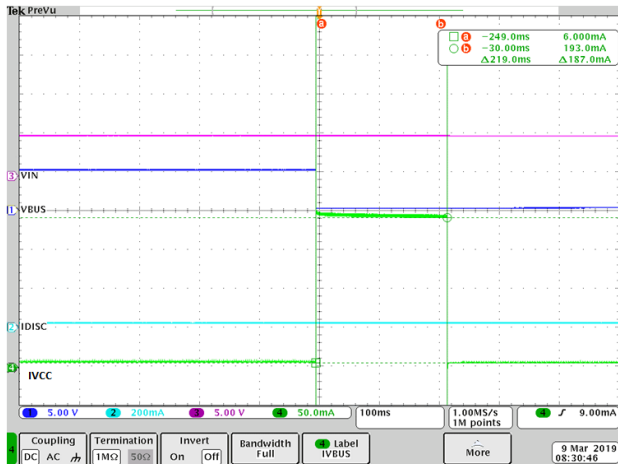 Tek PreVu
a
b
a −249.0ms 6.000mA
b −30.00ms 193.0mA
Δ219.0ms Δ187.0mA
3 VIN
1 VBUS
2 IDISC
4
IVCC
1 5.00 V 2 200mA 3 5.00 V 4 50.0mA 100ms 1.00MS/s 4 9.00mA
1M points
4 Coupling Termination Invert Bandwidth 4 Label More
DC AC 1MΩ 50Ω On Off Full IVBUS
9 Mar 2019
08:30:46